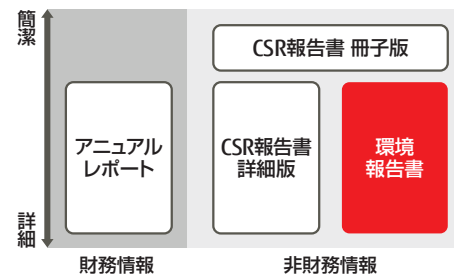 簡潔
CSR報告書 冊子版
アニュアル
レポート
CSR報告書
詳細版
環境
報告書
詳細
財務情報
非財務情報